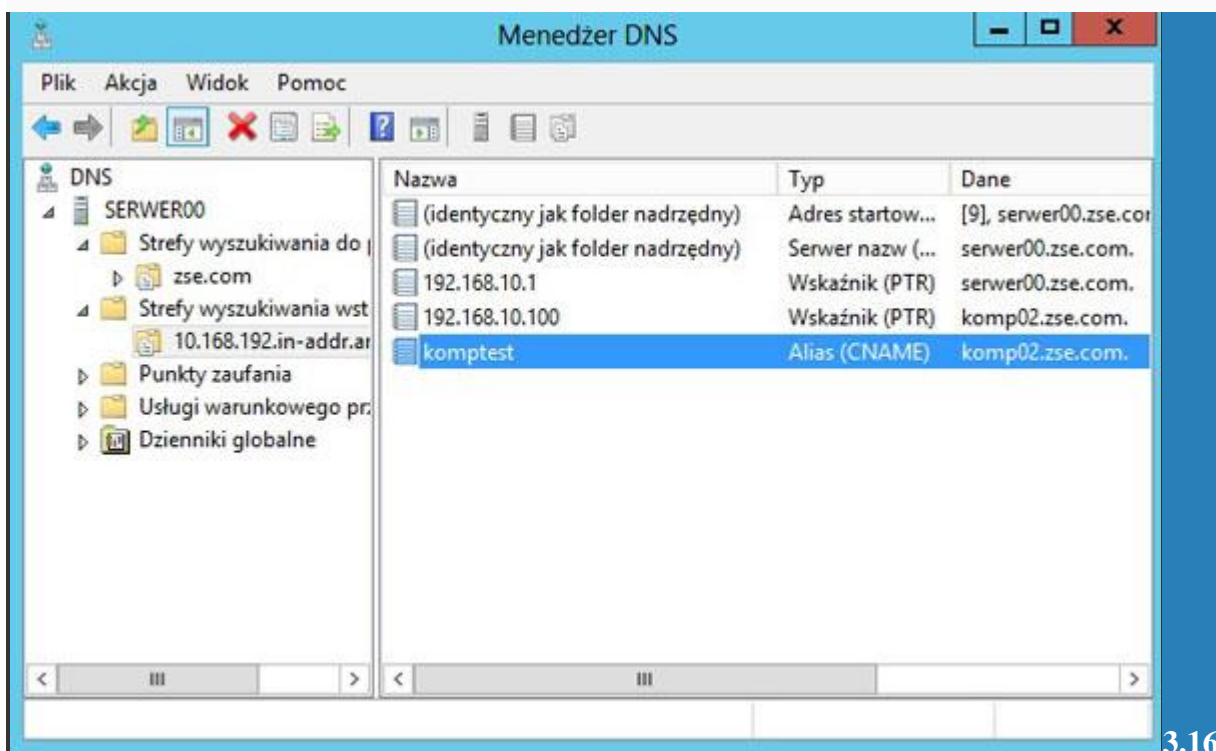 Menedżer DNS
Plik Akcja Widok Pomoc
DNS
SERWER00
Strefy wyszukiwania do
zse.com
Strefy wyszukiwania wst
10.168.192.in-addr.ar
Punkty zaufania
Usługi warunkowego prz
Dzienniki globalne
Nazwa Typ Dane
(identyczny jak folder nadrzędny) Adres startow... [9], serwer00.zse.cor
(identyczny jak folder nadrzędny) Serwer nazw (... serwer00.zse.com.
192.168.10.1 Wskaźnik (PTR) serwer00.zse.com.
192.168.10.100 Wskaźnik (PTR) komp02.zse.com.
komptest Alias (CNAME) komp02.zse.com.
3.16